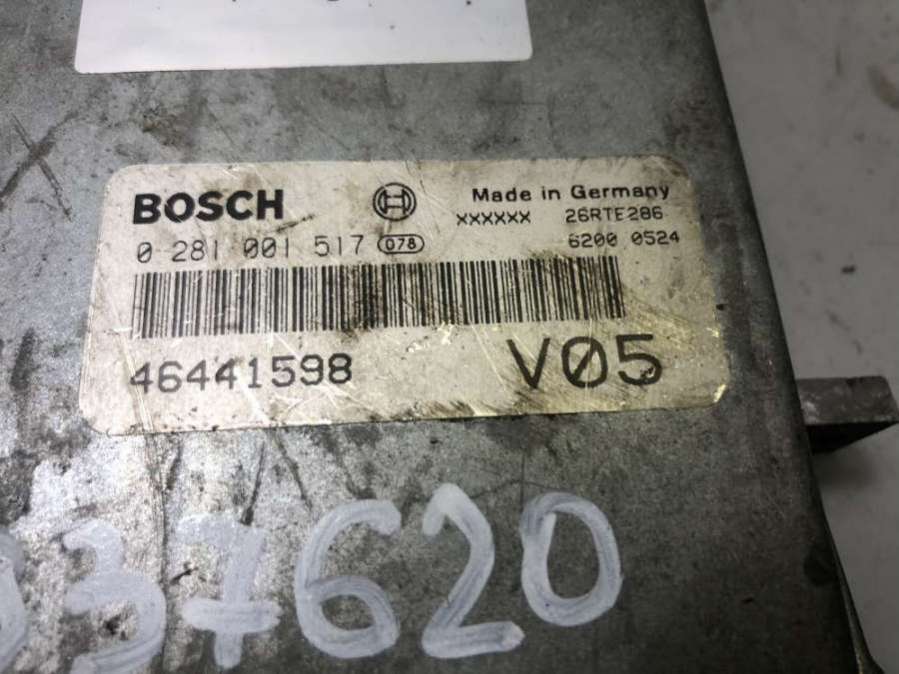 BOSCH
Made in Germany
xxxxxx 26RTE286
0 281 001 517 078
6200 0524
46441598
V05
37620